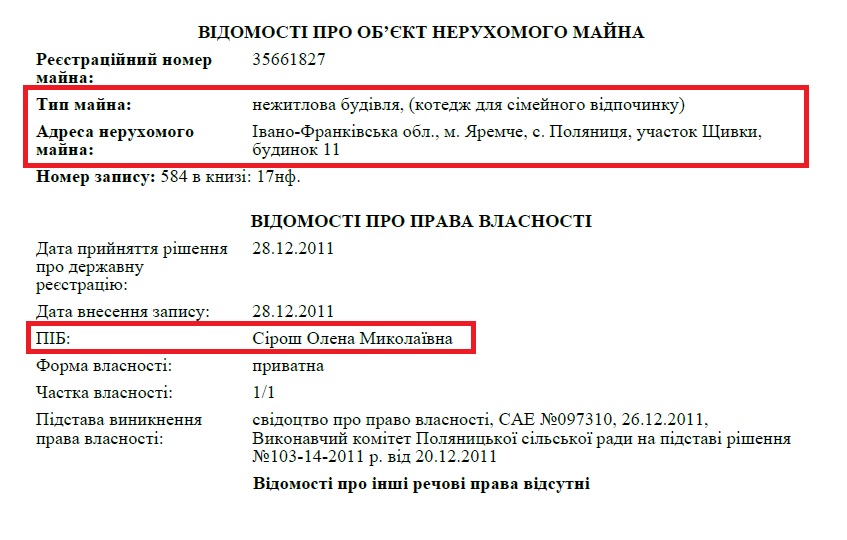 ВІДОМОСТІ ПРО ОБ’ЄКТ НЕРУХОМОГО МАЙНА
Реєстраційний номер майна: 35661827
Тип майна: нежитлова будівля, (котедж для сімейного відпочинку)
Адреса нерухомого майна: Івано-Франківська обл., м. Яремче, с. Поляниця, участок Щивки,
будинок 11
Номер запису: 584 в книзі: 17нф.
ВІДОМОСТІ ПРО ПРАВА ВЛАСНОСТІ
Дата прийняття рішення про державну реєстрацію: 28.12.2011
Дата внесення запису: 28.12.2011
ПІБ: Сірош Олена Миколаївна
Форма власності: приватна
Частка власності: 1/1
Підстава виникнення права власності: свідоцтво про право власності, САЕ №097310, 26.12.2011,
Виконавчий комітет Поляницької сільської ради на підставі рішення
№103-14-2011 р. від 20.12.2011
Відомості про інші речові права відсутні